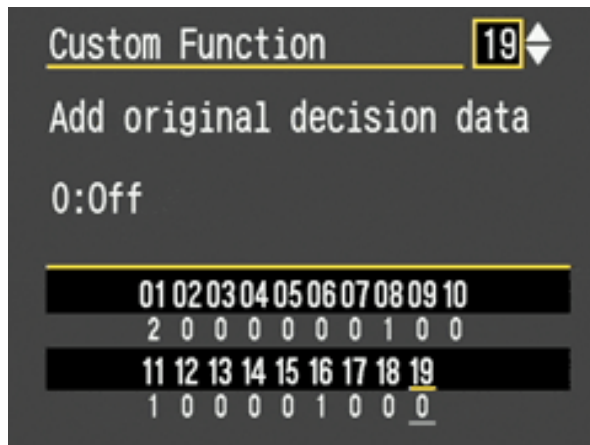 Custom Function 19
Add original decision data
0:Off
01 02 03 04 05 06 07 08 09 10
2 0 0 0 0 0 0 1 0 0
11 12 13 14 15 16 17 18 19
1 0 0 0 0 1 0 0 0